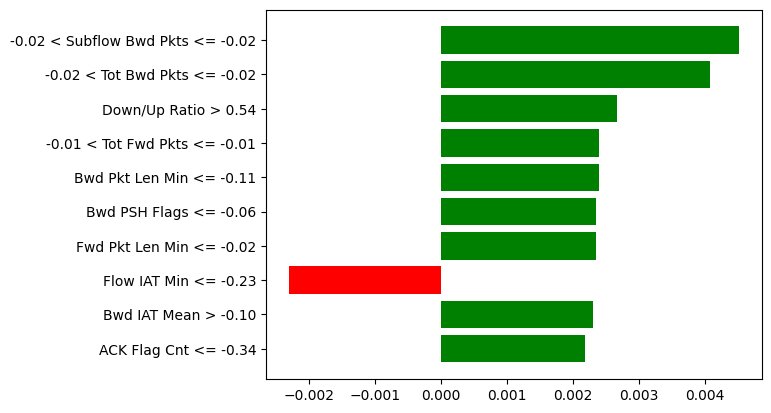 -0.02 < Subflow Bwd Pkts <= -0.02
-0.02 < Tot Bwd Pkts <= -0.02
Down/Up Ratio > 0.54
-0.01 < Tot Fwd Pkts <= -0.01
Bwd Pkt Len Min <= -0.11
Bwd PSH Flags <= -0.06
Fwd Pkt Len Min <= -0.02
Flow IAT Min <= -0.23
Bwd IAT Mean > -0.10
ACK Flag Cnt <= -0.34
−0.002 −0.001 0.000 0.001 0.002 0.003 0.004